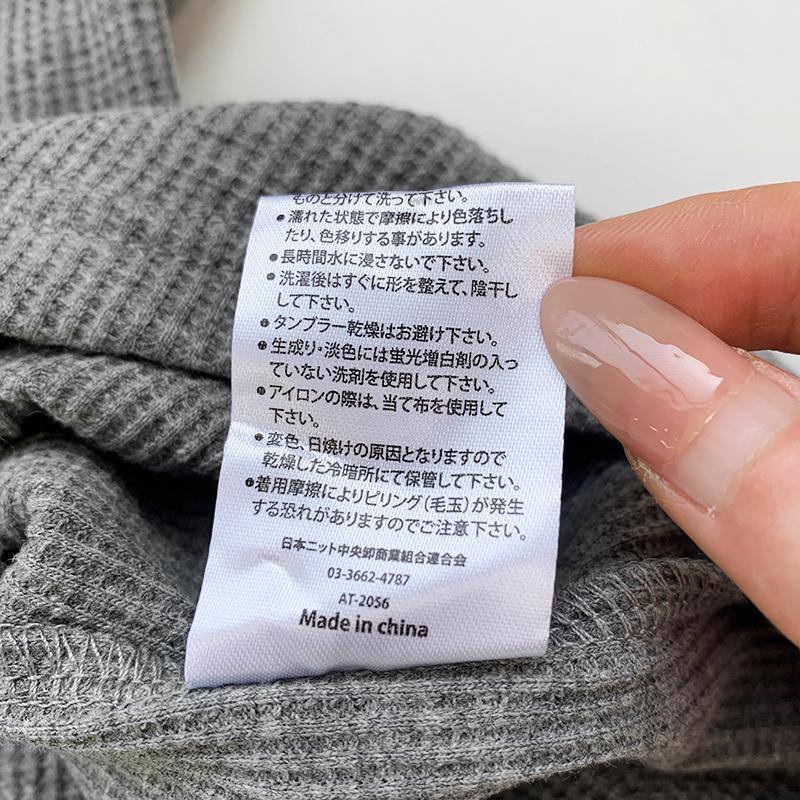 ものと分けて洗って下さい。
●濡れた状態で摩擦により色落ちし
たり、色移りする事があります。
●長時間水に浸さないで下さい。
●洗濯後はすぐに形を整えて、陰干し
して下さい。
●タンブラー乾燥はお避け下さい。
●生成り・淡色には蛍光増白剤の入っ
ていない洗剤を使用して下さい。
●アイロンの際は、当て布を使用して
下さい。
●変色、日焼けの原因となりますので
乾燥した冷暗所にて保管して下さい。
●着用摩擦によりピリング(毛玉)が発生
する恐れがありますのでご注意下さい。
日本ニット中央卸商業組合連合会
03-3662-4787
AT-2056
Made in china